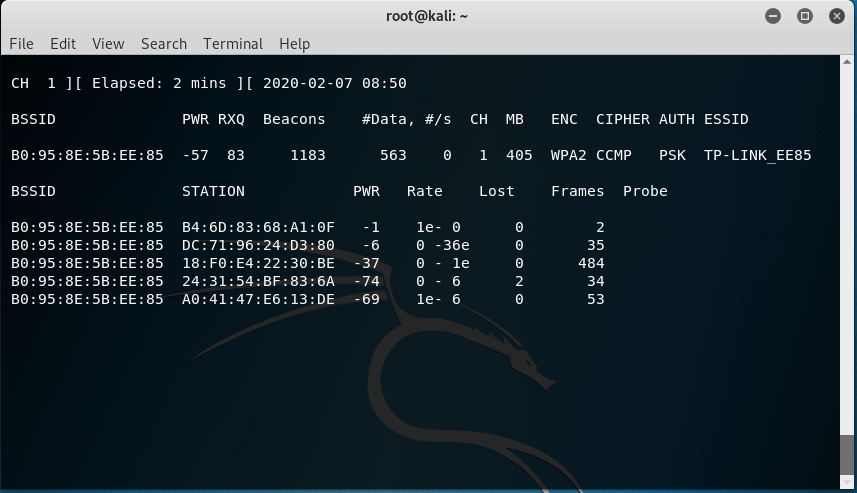 root@kali: ~
File Edit View Search Terminal Help
CH  1 ][ Elapsed: 2 mins ][ 2020-02-07 08:50
BSSID              PWR RXQ  Beacons    #Data, #/s  CH  MB   ENC  CIPHER AUTH ESSID
B0:95:8E:5B:EE:85  -57  83     1183      563    0   1  405  WPA2 CCMP   PSK  TP-LINK_EE85
BSSID              STATION            PWR   Rate    Lost    Frames  Probe
B0:95:8E:5B:EE:85  B4:6D:83:68:A1:0F   -1    1e- 0      0        2
B0:95:8E:5B:EE:85  DC:71:96:24:D3:80   -6    0 -36e     0       35
B0:95:8E:5B:EE:85  18:F0:E4:22:30:BE  -37    0 - 1e     0      484
B0:95:8E:5B:EE:85  24:31:54:BF:83:6A  -74    0 - 6      2       34
B0:95:8E:5B:EE:85  A0:41:47:E6:13:DE  -69    1e- 6      0       53